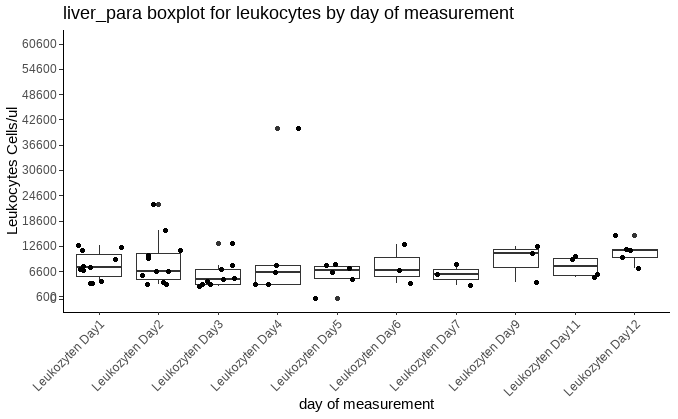 liver_para boxplot for leukocytes by day of measurement
Leukocytes Cells/ul
60600
54600
48600
42600
36600
30600
24600
18600
12600
6600
600
0
Leukozyten Day1
Leukozyten Day2
Leukozyten Day3
Leukozyten Day4
Leukozyten Day5
Leukozyten Day6
Leukozyten Day7
Leukozyten Day9
Leukozyten Day11
Leukozyten Day12
day of measurement